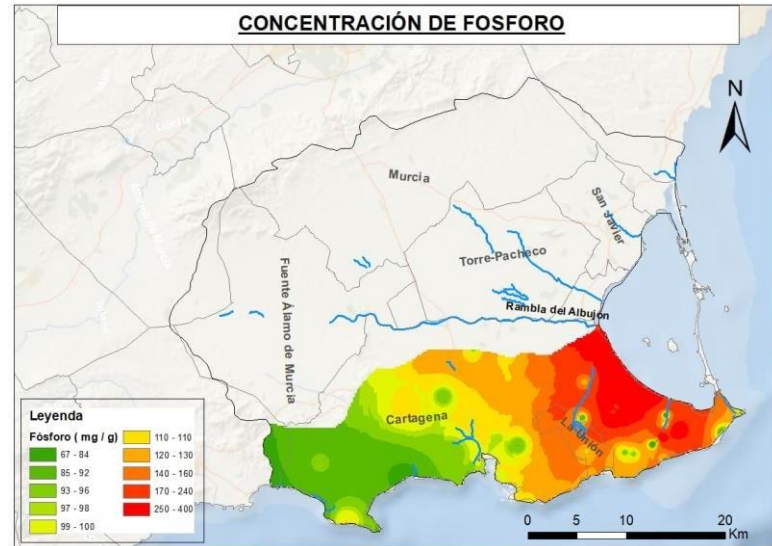 CONCENTRACIÓN DE FOSFORO
N
Murcia
San Javier
Torre-Pacheco
Fuente Álamo de Murcia
Rambla del Albujón
Cartagena
La Unión
Leyenda
Fósforo ( mg / g)
67 - 84
85 - 92
93 - 96
97 - 98
99 - 100
110 - 110
120 - 130
140 - 160
170 - 240
250 - 400
0 5 10 20
Km